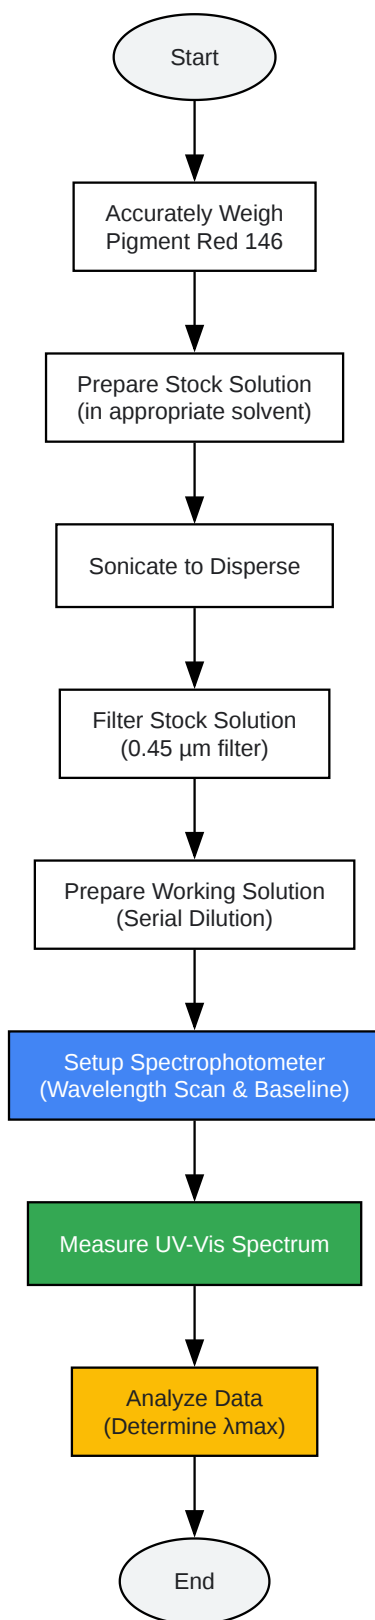 Start
Accurately Weigh
Pigment Red 146
Prepare Stock Solution
(in appropriate solvent)
Sonicate to Disperse
Filter Stock Solution
(0.45 µm filter)
Prepare Working Solution
(Serial Dilution)
Setup Spectrophotometer
(Wavelength Scan & Baseline)
Measure UV-Vis Spectrum
Analyze Data
(Determine λmax)
End